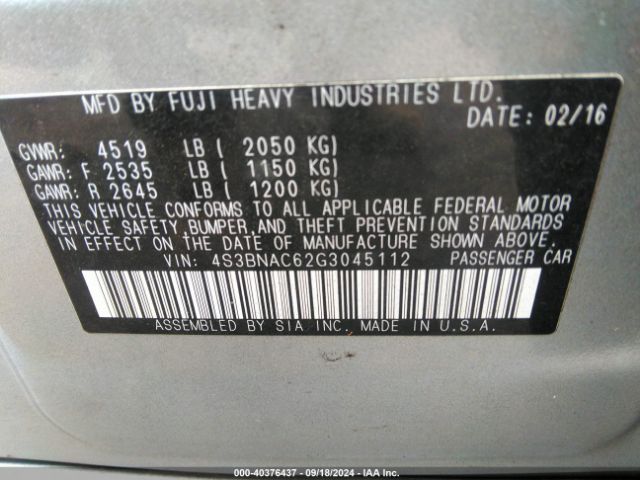 MFD BY FUJI HEAVY INDUSTRIES LTD.
DATE: 02/16
GVWR: 4519 LB ( 2050 KG)
GAWR: F 2535 LB ( 1150 KG)
GAWR: R 2645 LB ( 1200 KG)
THIS VEHICLE CONFORMS TO ALL APPLICABLE FEDERAL MOTOR
VEHICLE SAFETY,BUMPER,AND THEFT PREVENTION STANDARDS
IN EFFECT ON THE DATE OF MANUFACTURE SHOWN ABOVE.
VIN: 4S3BNAC62G3045112 PASSENGER CAR
ASSEMBLED BY SIA INC. MADE IN U.S.A.
000-40376437 - 09/18/2024 - IAA Inc.